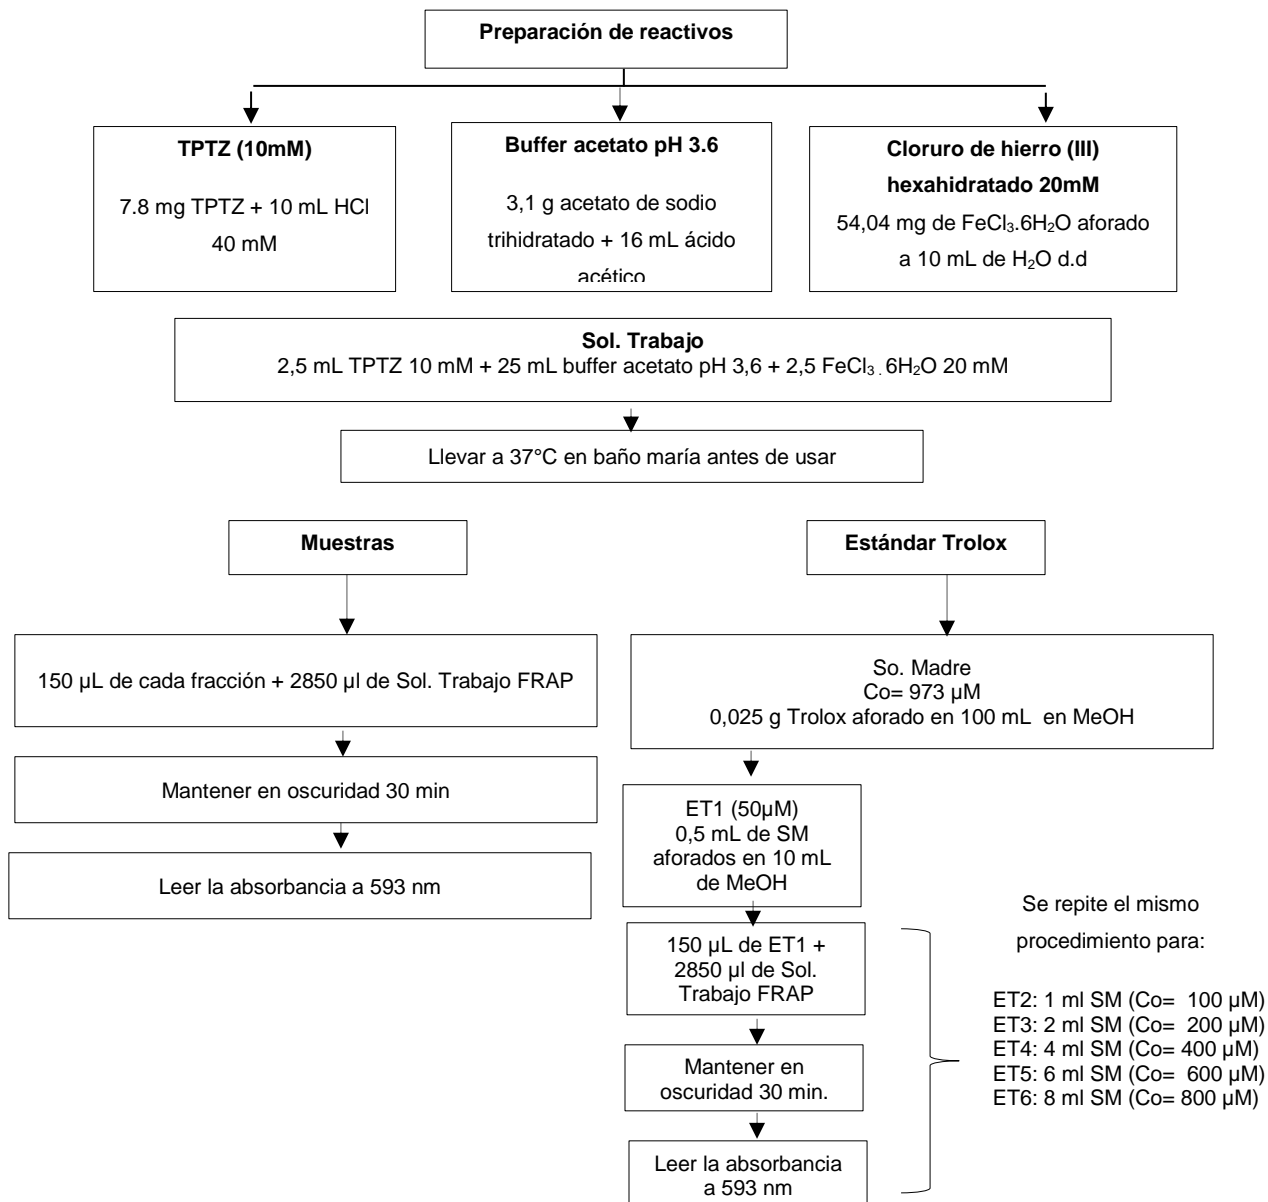 Preparación de reactivos
TPTZ (10mM)
7.8 mg TPTZ + 10 mL HCl
40 mM
Buffer acetato pH 3.6
3,1 g acetato de sodio
trihidratado + 16 mL ácido
acético
Cloruro de hierro (III)
hexahidratado 20mM
54,04 mg de FeCl₃.6H₂O aforado
a 10 mL de H₂O d.d
Sol. Trabajo
2,5 mL TPTZ 10 mM + 25 mL buffer acetato pH 3,6 + 2,5 FeCl₃ . 6H₂O 20 mM
Llevar a 37°C en baño maría antes de usar
Muestras
150 µL de cada fracción + 2850 µl de Sol. Trabajo FRAP
Mantener en oscuridad 30 min
Leer la absorbancia a 593 nm
Estándar Trolox
So. Madre
Co= 973 µM
0,025 g Trolox aforado en 100 mL en MeOH
ET1 (50µM)
0,5 mL de SM
aforados en 10 mL
de MeOH
150 µL de ET1 +
2850 µl de Sol.
Trabajo FRAP
Mantener en
oscuridad 30 min.
Leer la absorbancia
a 593 nm
Se repite el mismo
procedimiento para:
ET2: 1 ml SM (Co= 100 µM)
ET3: 2 ml SM (Co= 200 µM)
ET4: 4 ml SM (Co= 400 µM)
ET5: 6 ml SM (Co= 600 µM)
ET6: 8 ml SM (Co= 800 µM)